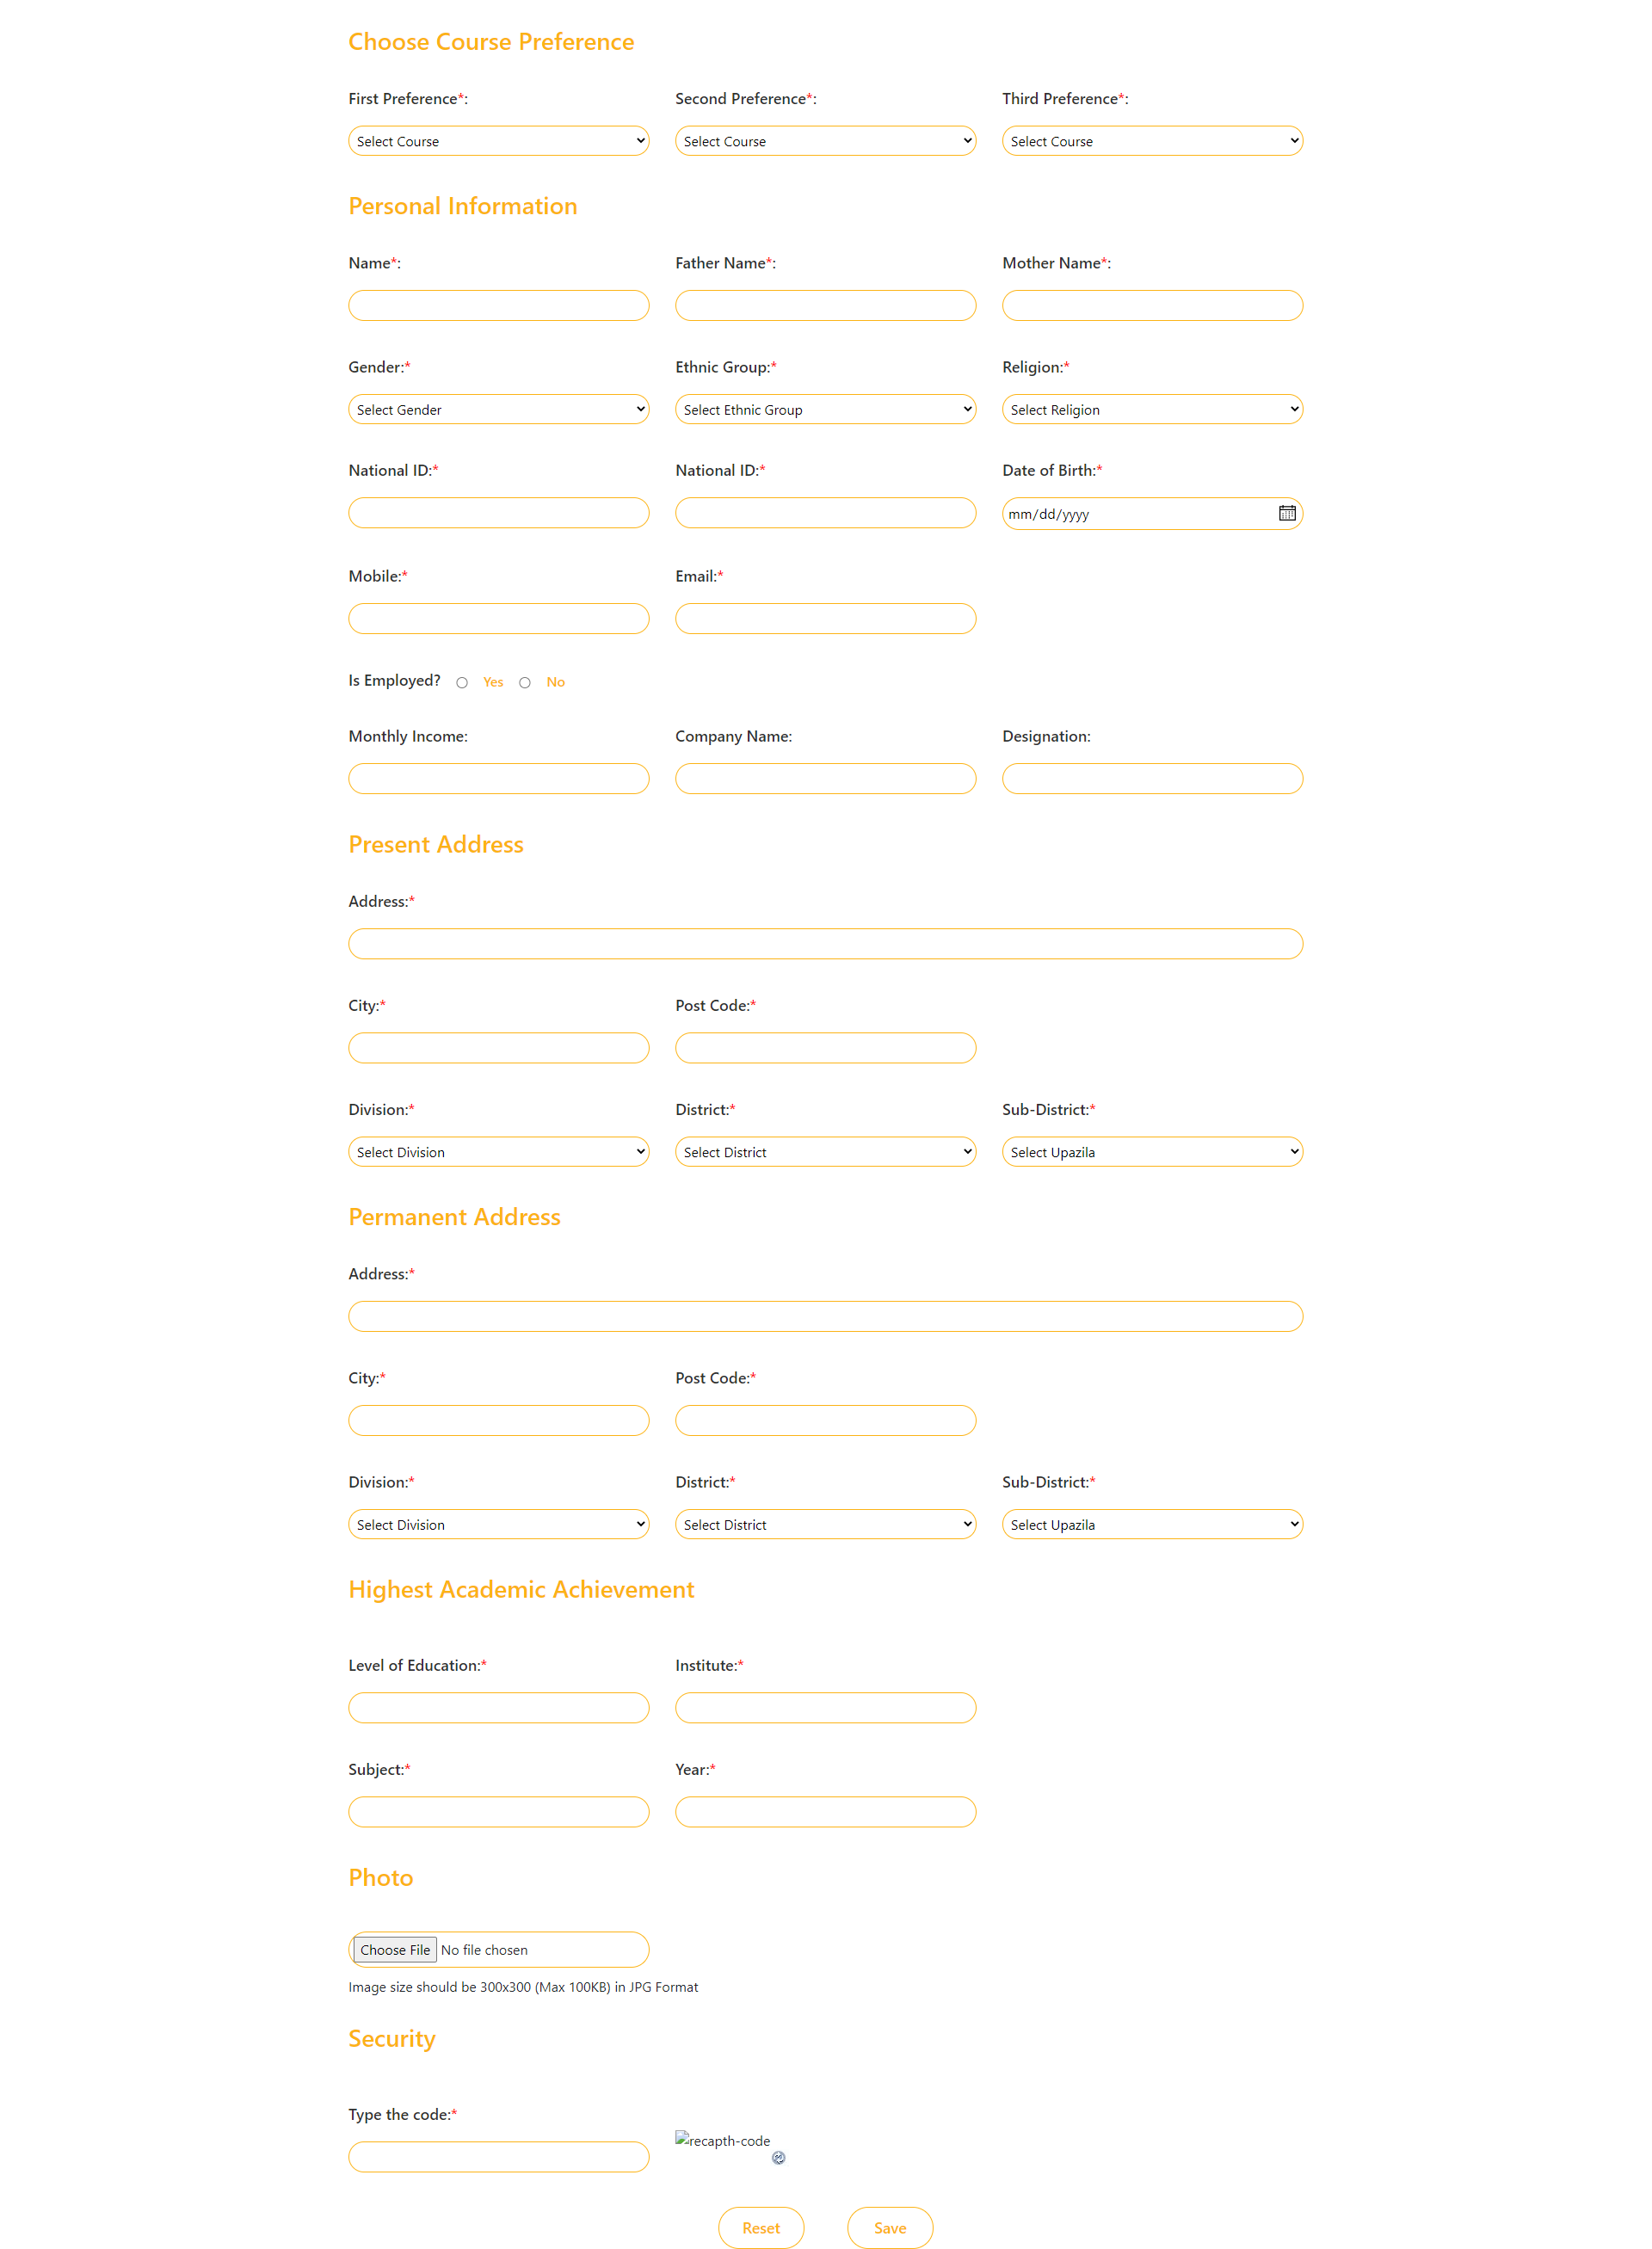 Choose Course Preference
First Preference*: Second Preference*: Third Preference*:
Select Course Select Course Select Course
Personal Information
Name*: Father Name*: Mother Name*:
Gender:* Ethnic Group:* Religion:*
Select Gender Select Ethnic Group Select Religion
National ID:* National ID:* Date of Birth:*
mm/dd/yyyy
Mobile:* Email:*
Is Employed? Yes No
Monthly Income: Company Name: Designation:
Present Address
Address:*
City:* Post Code:*
Division:* District:* Sub-District:*
Select Division Select District Select Upazila
Permanent Address
Address:*
City:* Post Code:*
Division:* District:* Sub-District:*
Select Division Select District Select Upazila
Highest Academic Achievement
Level of Education:* Institute:*
Subject:* Year:*
Photo
Choose File No file chosen
Image size should be 300x300 (Max 100KB) in JPG Format
Security
Type the code:*
recapth-code
Reset Save